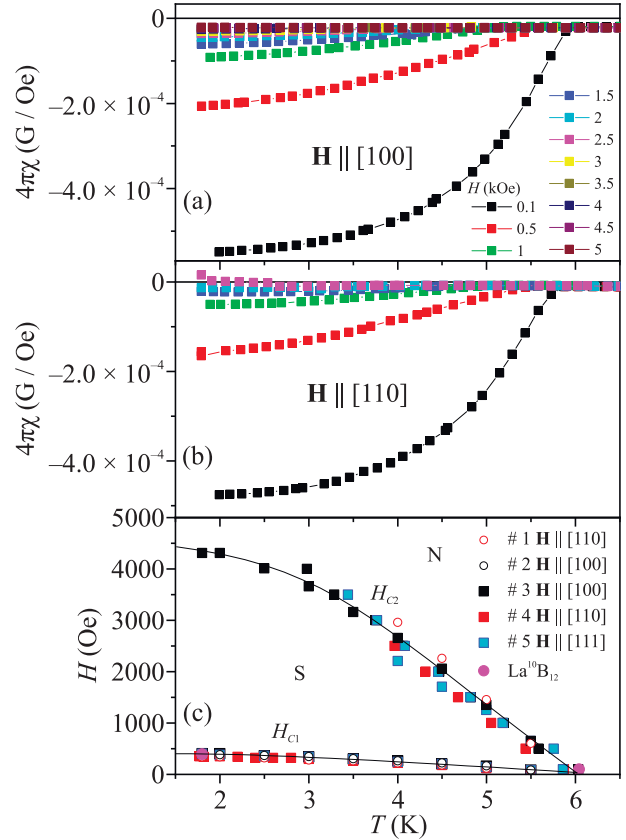 0
−2.0 × 10⁻⁴
−4.0 × 10⁻⁴
4πχ (G / Oe)
H || [100]
(a)
H (kOe)
0.1
0.5
1
1.5
2
2.5
3
3.5
4
4.5
5
0
−2.0 × 10⁻⁴
−4.0 × 10⁻⁴
4πχ (G / Oe)
H || [110]
(b)
5000
4000
3000
2000
1000
0
H (Oe)
N
H_C2
S
H_C1
(c)
# 1 H || [110]
# 2 H || [100]
# 3 H || [100]
# 4 H || [110]
# 5 H || [111]
La¹⁰B₁₂
2 3 4 5 6
T (K)